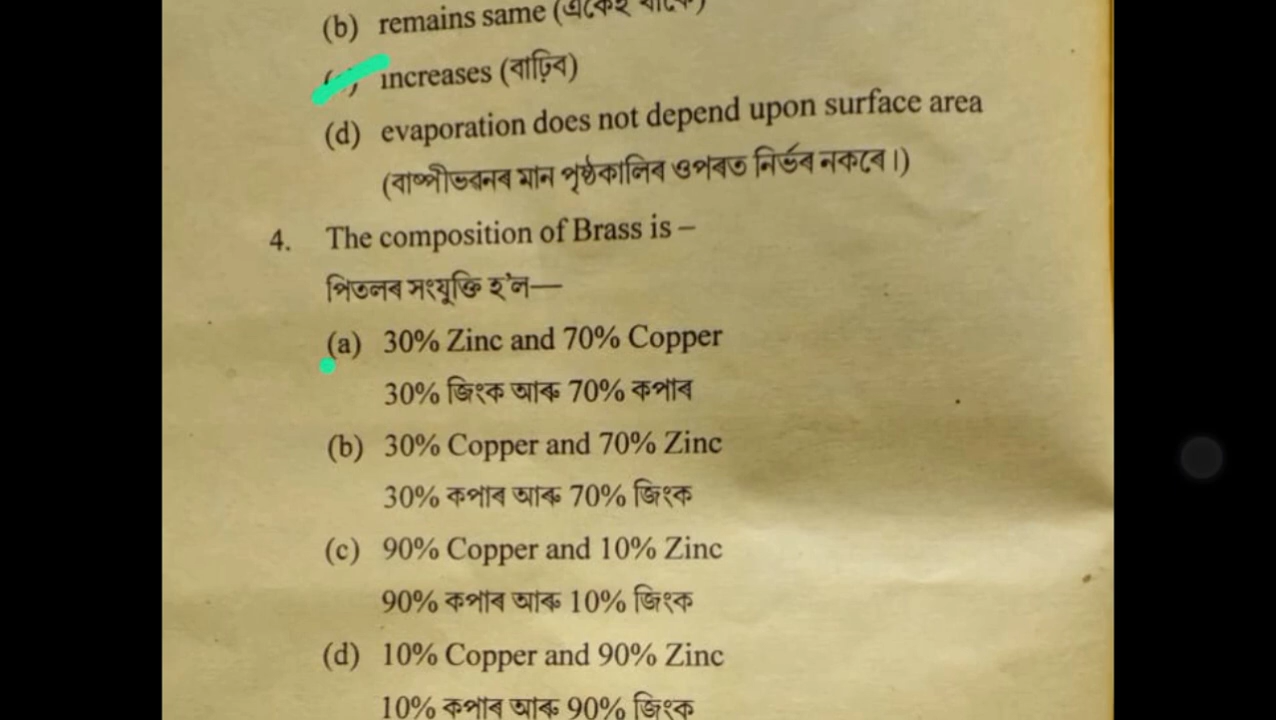 (b) remains same (একেই থাকে)
increases (বাঢ়িব)
(d) evaporation does not depend upon surface area
(বাষ্পীভৱনৰ মান পৃষ্ঠকালিৰ ওপৰত নিৰ্ভৰ নকৰে।)
4. The composition of Brass is –
পিতলৰ সংযুক্তি হ'ল—
(a) 30% Zinc and 70% Copper
30% জিংক আৰু 70% কপাৰ
(b) 30% Copper and 70% Zinc
30% কপাৰ আৰু 70% জিংক
(c) 90% Copper and 10% Zinc
90% কপাৰ আৰু 10% জিংক
(d) 10% Copper and 90% Zinc
10% কপাৰ আৰু 90% জিংক